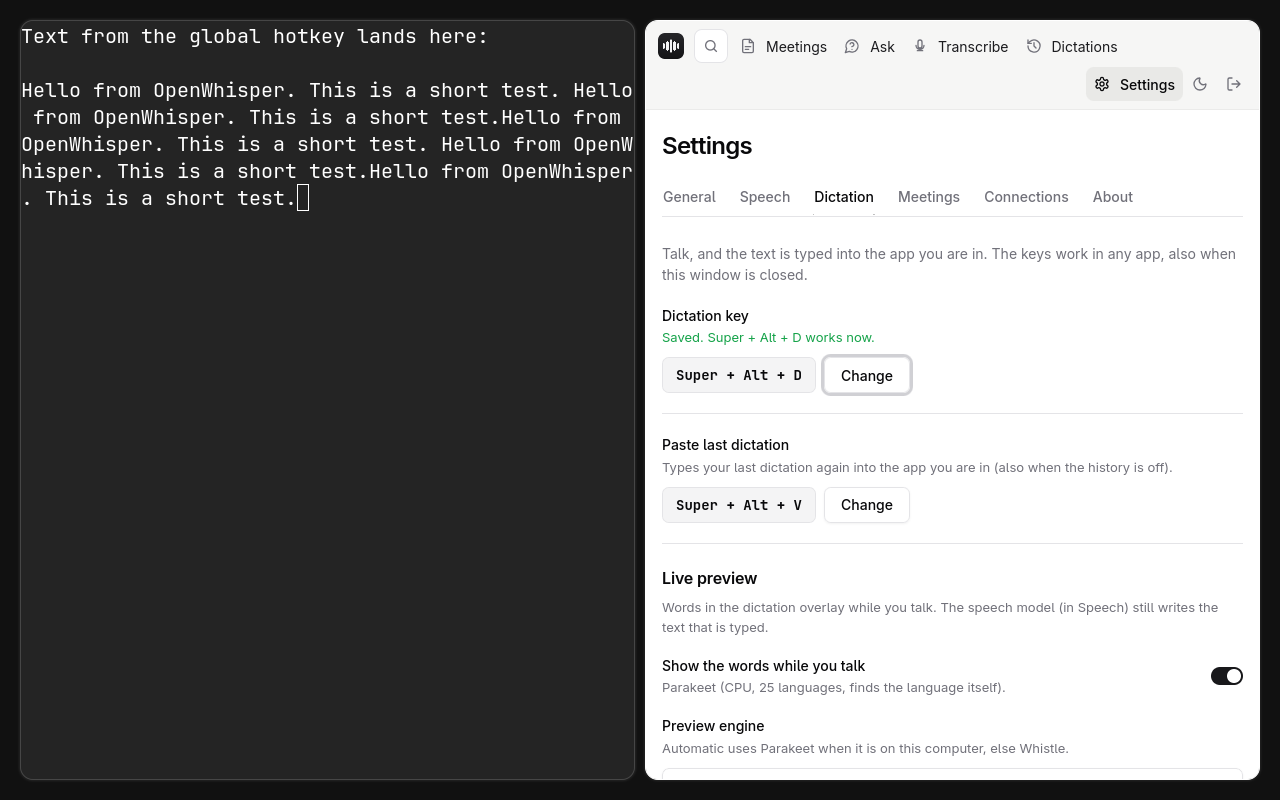 Text from the global hotkey lands here:
Hello from OpenWhisper. This is a short test. Hello
from OpenWhisper. This is a short test.Hello from
OpenWhisper. This is a short test. Hello from OpenW
hisper. This is a short test.Hello from OpenWhisper
. This is a short test.
Meetings Ask Transcribe Dictations
Settings
Settings
General Speech Dictation Meetings Connections About
Talk, and the text is typed into the app you are in. The keys work in any app, also when
this window is closed.
Dictation key
Saved. Super + Alt + D works now.
Super + Alt + D Change
Paste last dictation
Types your last dictation again into the app you are in (also when the history is off).
Super + Alt + V Change
Live preview
Words in the dictation overlay while you talk. The speech model (in Speech) still writes the
text that is typed.
Show the words while you talk
Parakeet (CPU, 25 languages, finds the language itself).
Preview engine
Automatic uses Parakeet when it is on this computer, else Whistle.